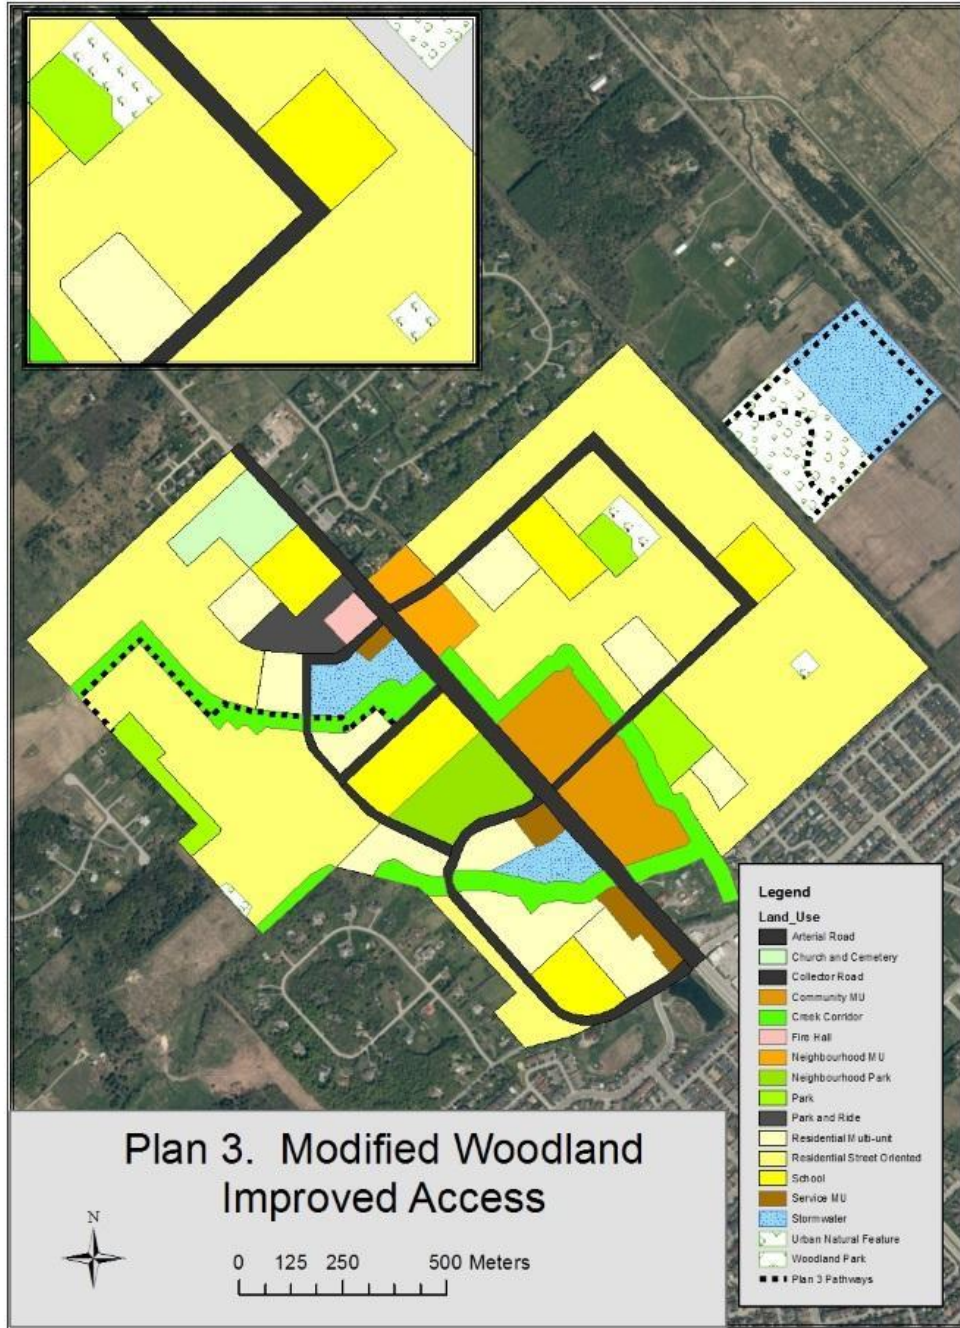 Legend
Land_Use
Arterial Road
Church and Cemetery
Collector Road
Community MU
Creek Corridor
Fire Hall
Neighbourhood MU
Neighbourhood Park
Park
Park and Ride
Residential Multi-unit
Residential Street Oriented
School
Service MU
Stormwater
Urban Natural Feature
Woodland Park
Plan 3 Pathways
Plan 3. Modified Woodland
Improved Access
N
0 125 250 500 Meters